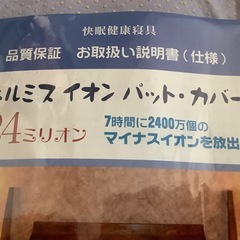 快眠健康寝具
品質保証 お取扱い説明書(仕様)
ルミス イオン パット・カバー
24ミリオン
7時間に2400万個の
マイナスイオンを放出